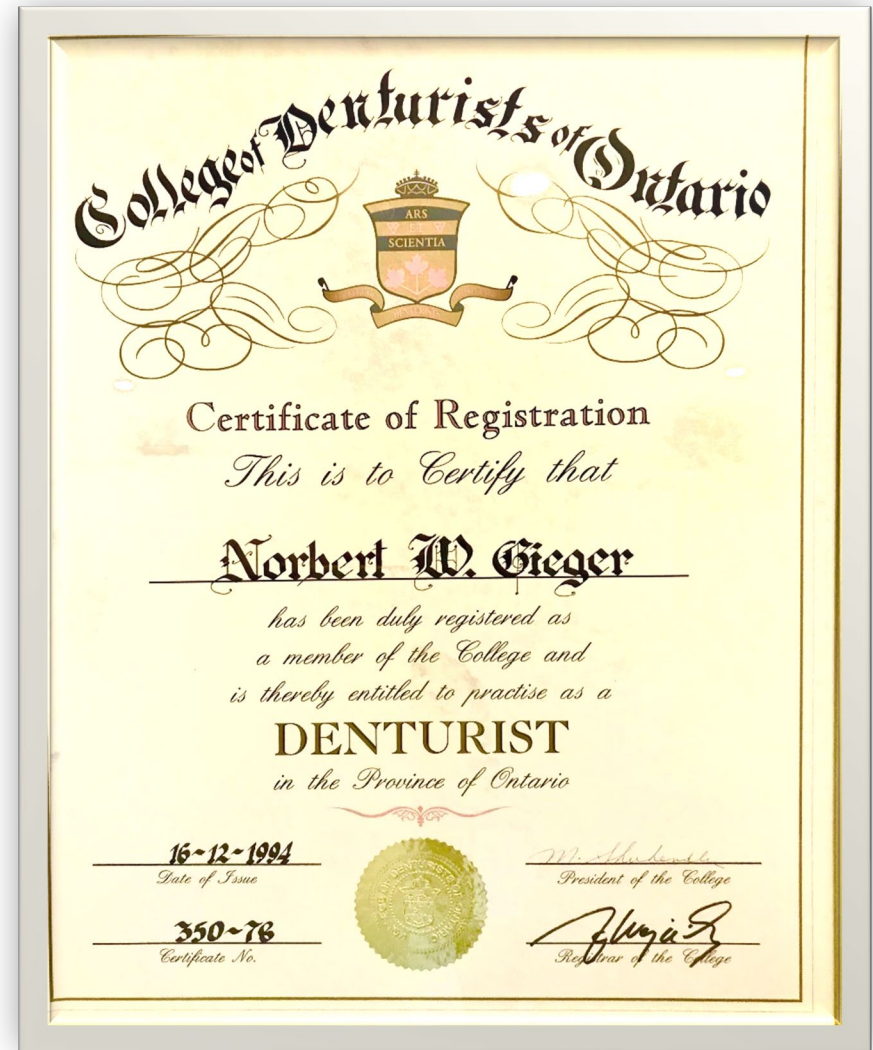 College of Denturists of Ontario
ARS
ET
SCIENTIA
Certificate of Registration
This is to Certify that
Norbert W. Gieger
has been duly registered as
a member of the College and
is thereby entitled to practise as a
DENTURIST
in the Province of Ontario
16-12-1994
Date of Issue
President of the College
350-76
Certificate No.
Registrar of the College